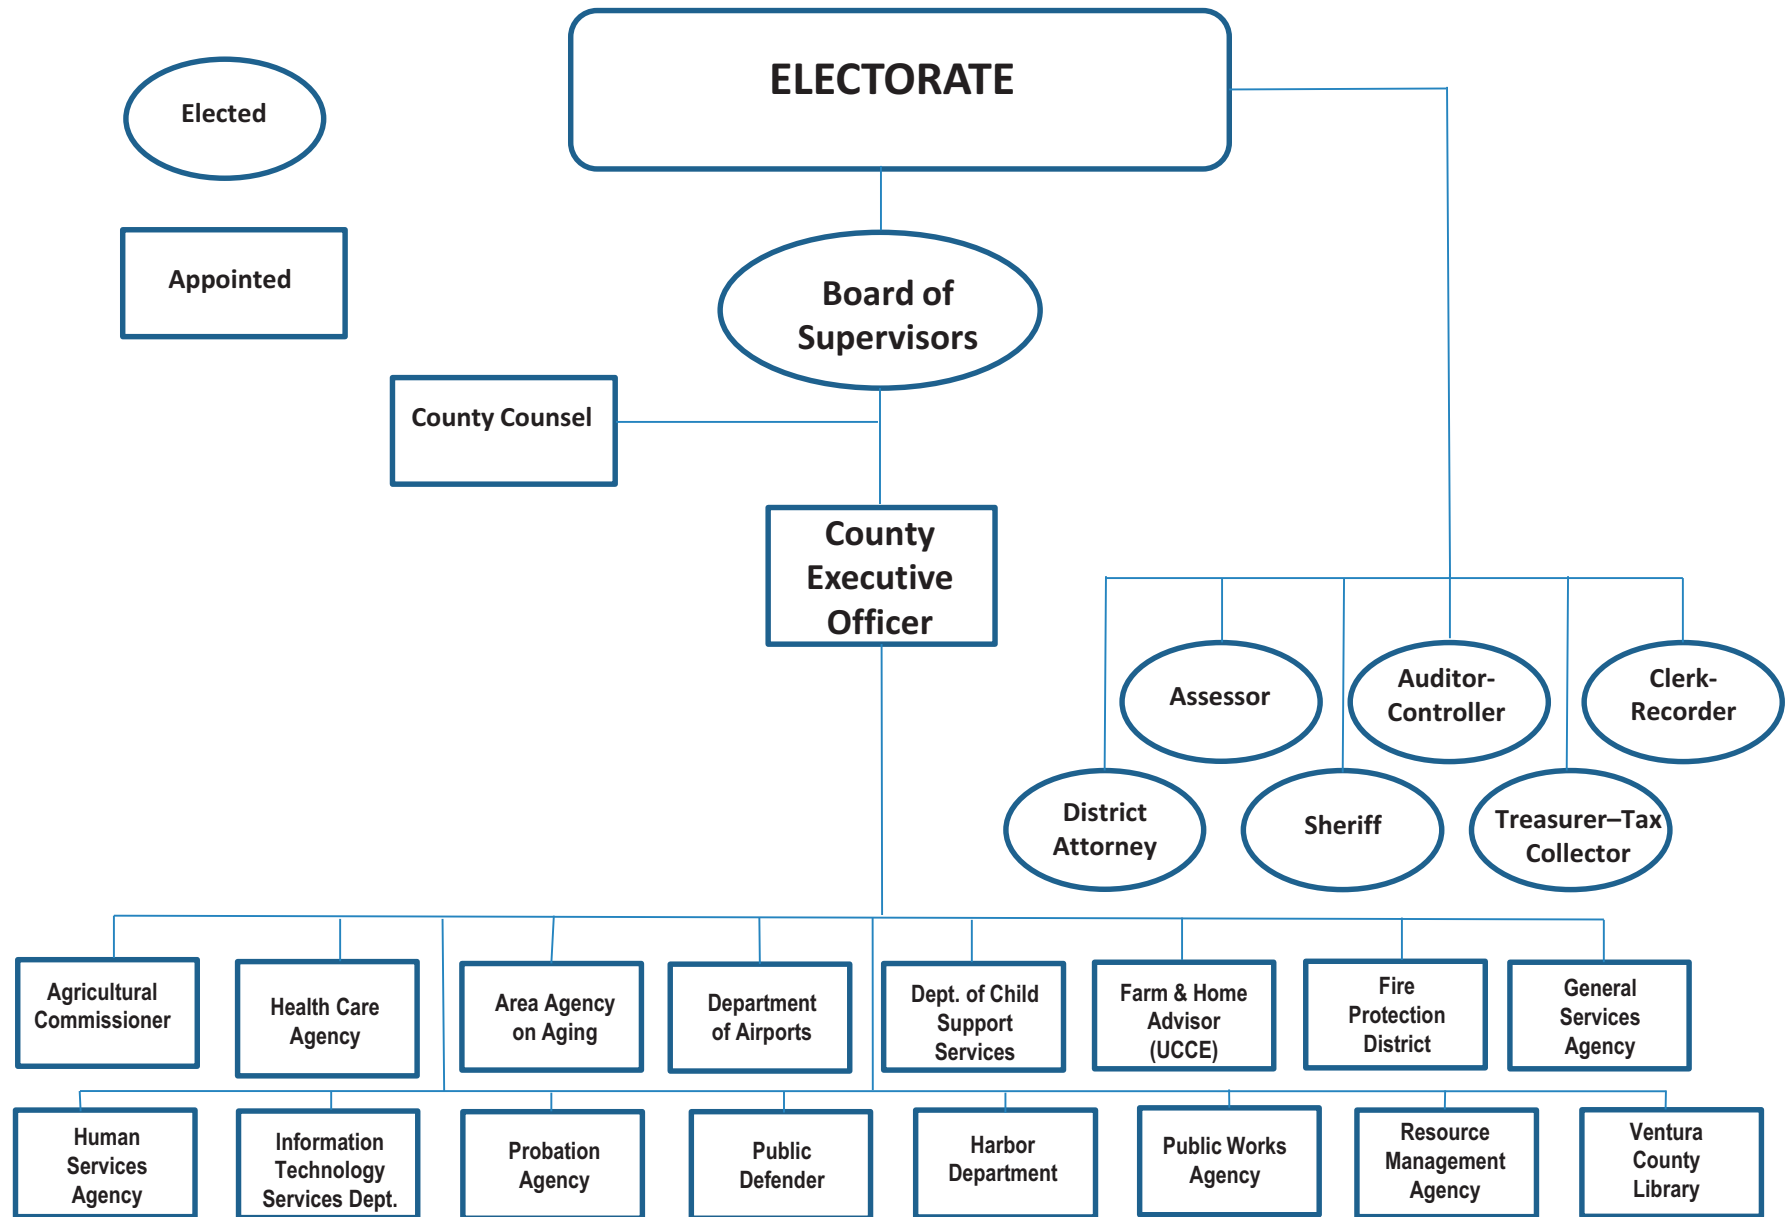 ELECTORATE
Elected
Appointed
Board of
Supervisors
County Counsel
County
Executive
Officer
Assessor
Auditor-
Controller
Clerk-
Recorder
District
Attorney
Sheriff
Treasurer–Tax
Collector
Agricultural
Commissioner
Health Care
Agency
Area Agency
on Aging
Department
of Airports
Dept. of Child
Support
Services
Farm & Home
Advisor
(UCCE)
Fire
Protection
District
General
Services
Agency
Human
Services
Agency
Information
Technology
Services Dept.
Probation
Agency
Public
Defender
Harbor
Department
Public Works
Agency
Resource
Management
Agency
Ventura
County
Library